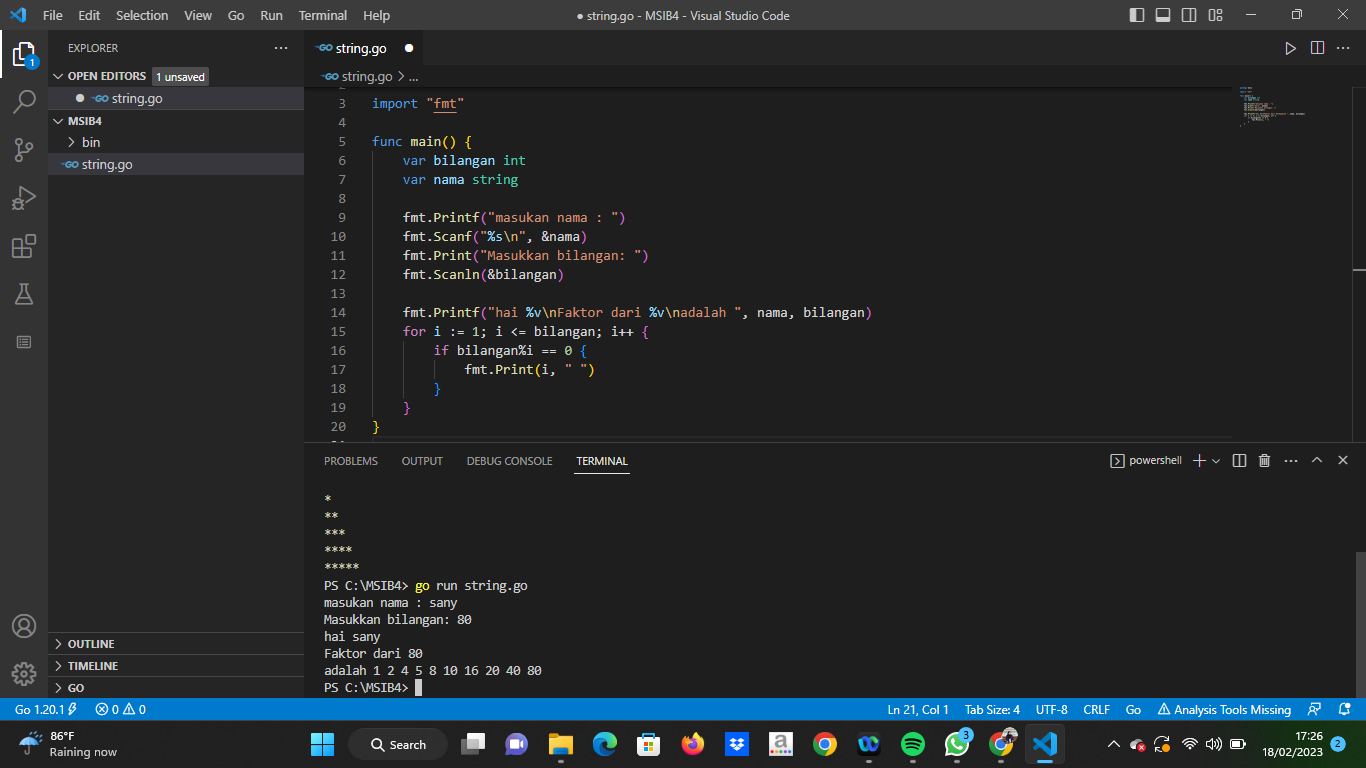 File Edit Selection View Go Run Terminal Help ● string.go - MSIB4 - Visual Studio Code
EXPLORER ...
OPEN EDITORS 1 unsaved
● GO string.go
MSIB4
> bin
GO string.go
OUTLINE
TIMELINE
GO
1
GO string.go ●
GO string.go > ...
3 import "fmt"
4
5 func main() {
6 var bilangan int
7 var nama string
8
9 fmt.Printf("masukan nama : ")
10 fmt.Scanf("%s\n", &nama)
11 fmt.Print("Masukkan bilangan: ")
12 fmt.Scanln(&bilangan)
13
14 fmt.Printf("hai %v\nFaktor dari %v\nadalah ", nama, bilangan)
15 for i := 1; i <= bilangan; i++ {
16 if bilangan%i == 0 {
17 fmt.Print(i, " ")
18 }
19 }
20 }
PROBLEMS OUTPUT DEBUG CONSOLE TERMINAL powershell
*
**
***
****
*****
PS C:\MSIB4> go run string.go
masukan nama : sany
Masukkan bilangan: 80
hai sany
Faktor dari 80
adalah 1 2 4 5 8 10 16 20 40 80
PS C:\MSIB4>
Go 1.20.1 0 0 Ln 21, Col 1 Tab Size: 4 UTF-8 CRLF Go Analysis Tools Missing
86°F
Raining now
Search
a
3
17:26
18/02/2023
2